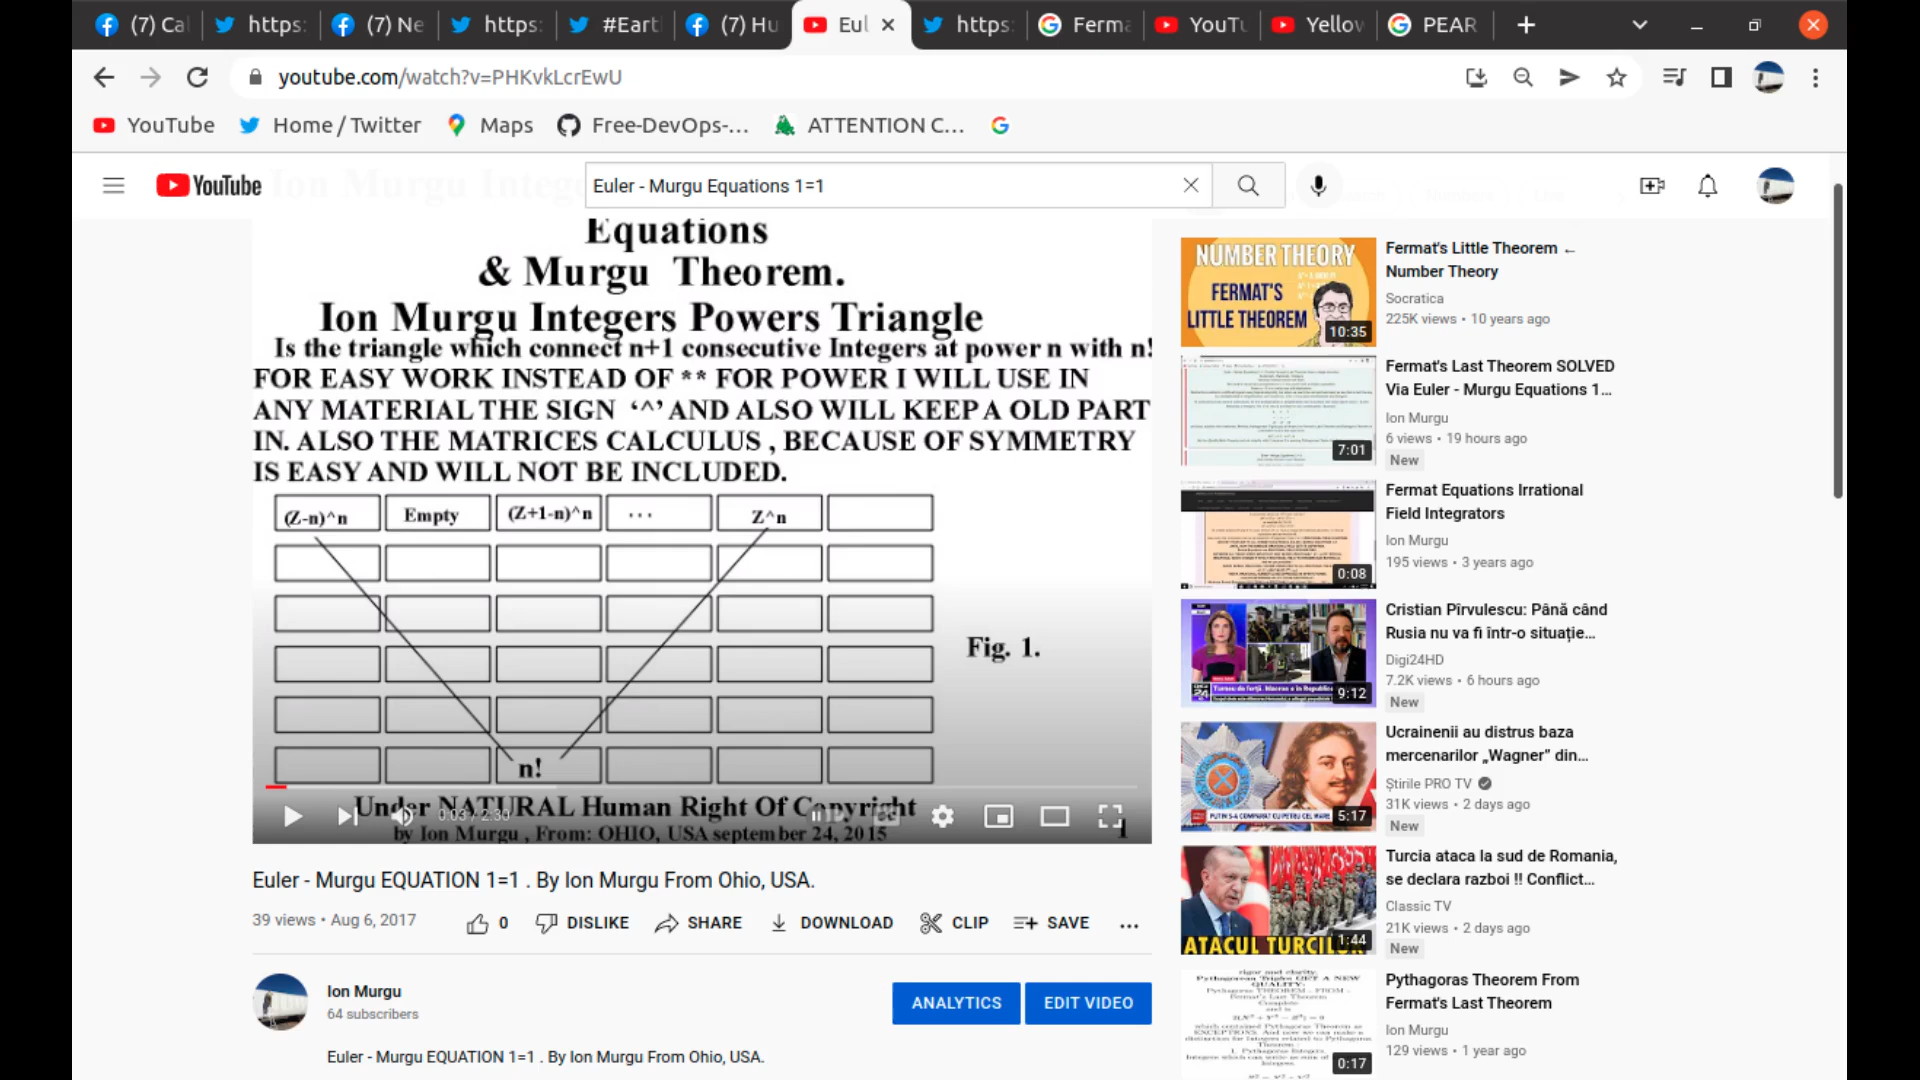 (7) Ca
https:
(7) Ne
https:
#Eart
(7) Hu
Eul
https:
Ferma
YouTu
Yellow
PEAR
youtube.com/watch?v=PHKvkLcrEwU
YouTube
Home / Twitter
Maps
Free-DevOps-...
ATTENTION C...
YouTube
Euler - Murgu Equations 1=1
Equations
& Murgu Theorem.
Ion Murgu Integers Powers Triangle
Is the triangle which connect n+1 consecutive Integers at power n with n!
FOR EASY WORK INSTEAD OF ** FOR POWER I WILL USE IN
ANY MATERIAL THE SIGN ‘^’ AND ALSO WILL KEEP A OLD PART
IN. ALSO THE MATRICES CALCULUS , BECAUSE OF SYMMETRY
IS EASY AND WILL NOT BE INCLUDED.
(Z-n)^n Empty (Z+1-n)^n ... Z^n
Fig. 1.
n!
Under NATURAL Human Right Of Copyright
0:03 / 2:30
by Ion Murgu , From: OHIO, USA september 24, 2015
1
Euler - Murgu EQUATION 1=1 . By Ion Murgu From Ohio, USA.
39 views • Aug 6, 2017
0 DISLIKE SHARE DOWNLOAD CLIP SAVE ...
Ion Murgu
64 subscribers
ANALYTICS
EDIT VIDEO
Euler - Murgu EQUATION 1=1 . By Ion Murgu From Ohio, USA.
NUMBER THEORY
FERMAT'S
LITTLE THEOREM
10:35
Fermat's Little Theorem ←
Number Theory
Socratica
225K views • 10 years ago
7:01
Fermat's Last Theorem SOLVED
Via Euler - Murgu Equations 1...
Ion Murgu
6 views • 19 hours ago
New
0:08
Fermat Equations Irrational
Field Integrators
Ion Murgu
195 views • 3 years ago
9:12
Cristian Pîrvulescu: Până când
Rusia nu va fi într-o situație...
Digi24HD
7.2K views • 6 hours ago
New
5:17
Ucrainenii au distrus baza
mercenarilor „Wagner” din...
Știrile PRO TV
31K views • 2 days ago
New
ATACUL TURCILOR
1:44
Turcia ataca la sud de Romania,
se declara razboi !! Conflict...
Classic TV
21K views • 2 days ago
New
rigor and clarity.
Pythagorean Triples GET A NEW
QUALITY:
0:17
Pythagoras Theorem From
Fermat's Last Theorem
Ion Murgu
129 views • 1 year ago